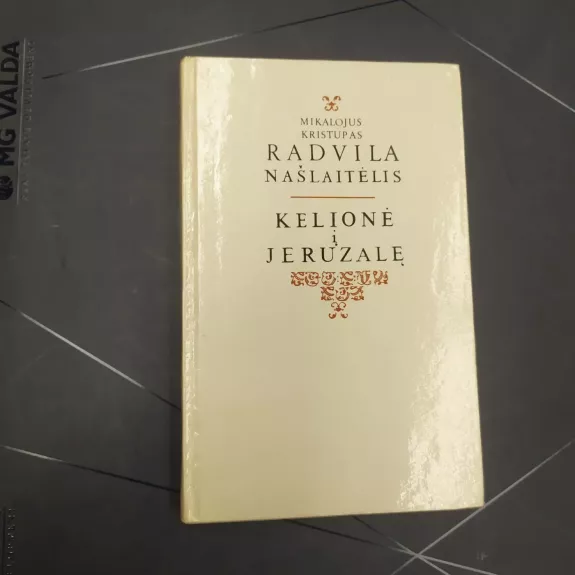 MIKALOJUS
KRISTUPAS
RADVILA
NAŠLAITĖLIS
KELIONĖ
į
JERUZALĘ
MG VALDA